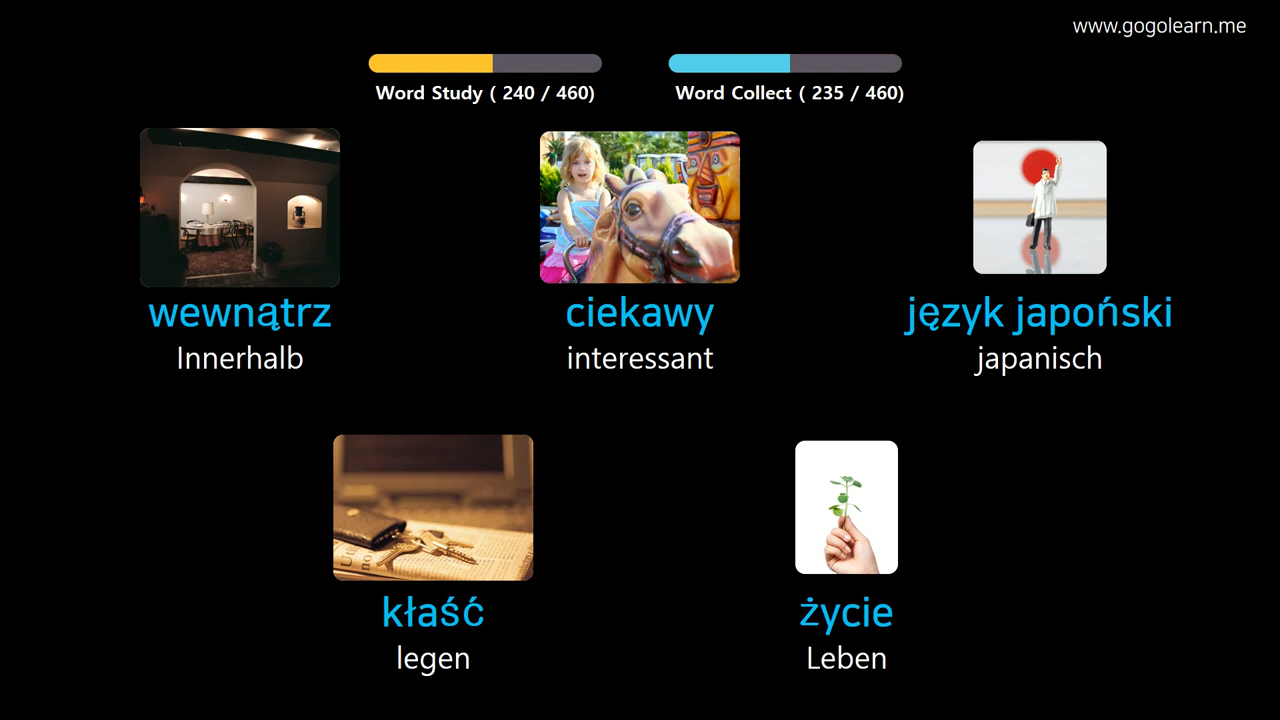 www.gogolearn.me
Word Study ( 240 / 460)
Word Collect ( 235 / 460)
wewnątrz
Innerhalb
ciekawy
interessant
język japoński
japanisch
kłaść
legen
życie
Leben